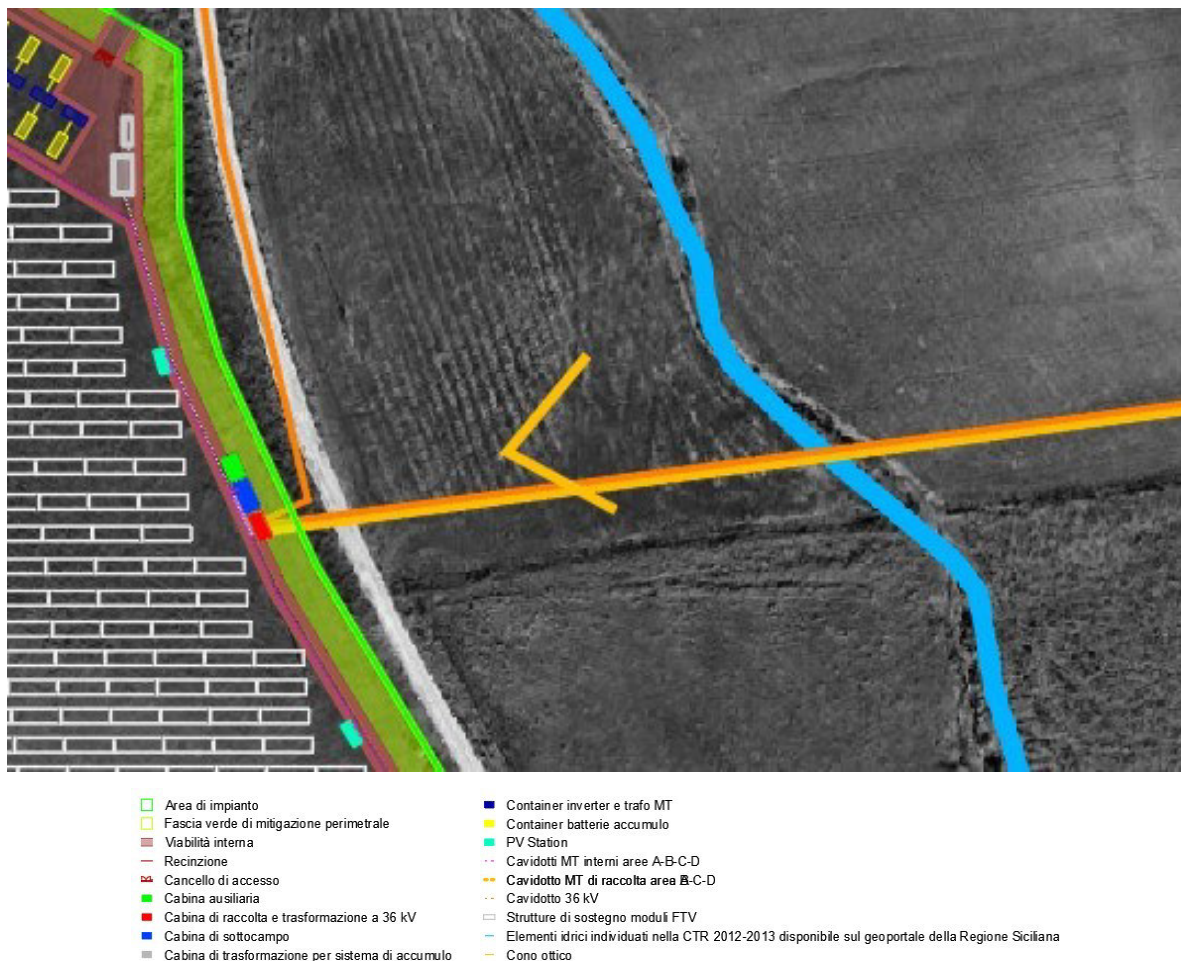 Area di impianto
Fascia verde di mitigazione perimetrale
Viabilità interna
Recinzione
Cancello di accesso
Cabina ausiliaria
Cabina di raccolta e trasformazione a 36 kV
Cabina di sottocampo
Cabina di trasformazione per sistema di accumulo
Container inverter e trafo MT
Container batterie accumulo
PV Station
Cavidotti MT interni aree A-B-C-D
Cavidotto MT di raccolta area
Cavidotto 36 kV
Strutture di sostegno moduli FTV
Elementi idrici individuati nella CTR 2012-2013 disponibile sul geoportale della Regione Siciliana
Cono ottico